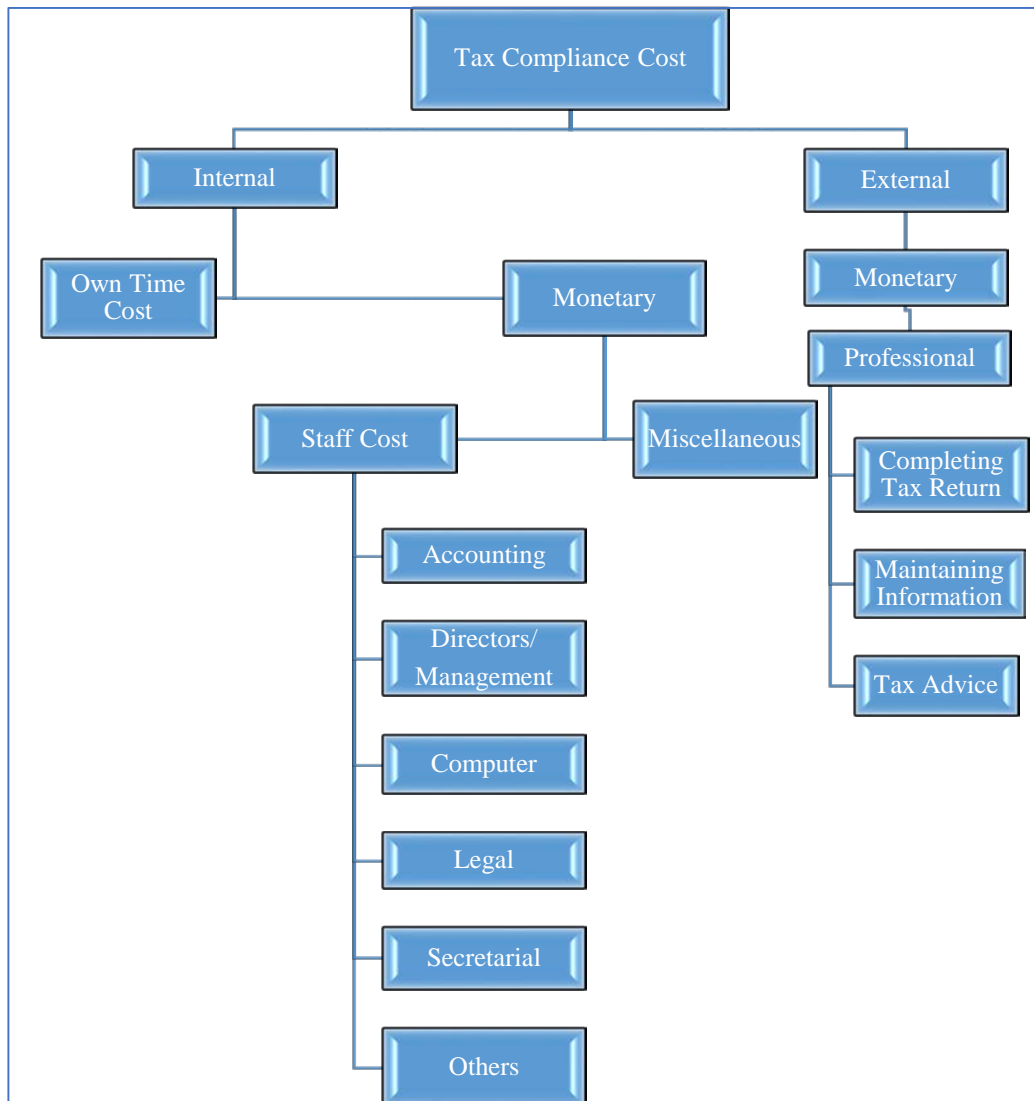 Tax Compliance Cost
Internal
External
Own Time
Cost
Monetary
Monetary
Professional
Staff Cost
Miscellaneous
Completing
Tax Return
Accounting
Maintaining
Information
Directors/
Management
Tax Advice
Computer
Legal
Secretarial
Others